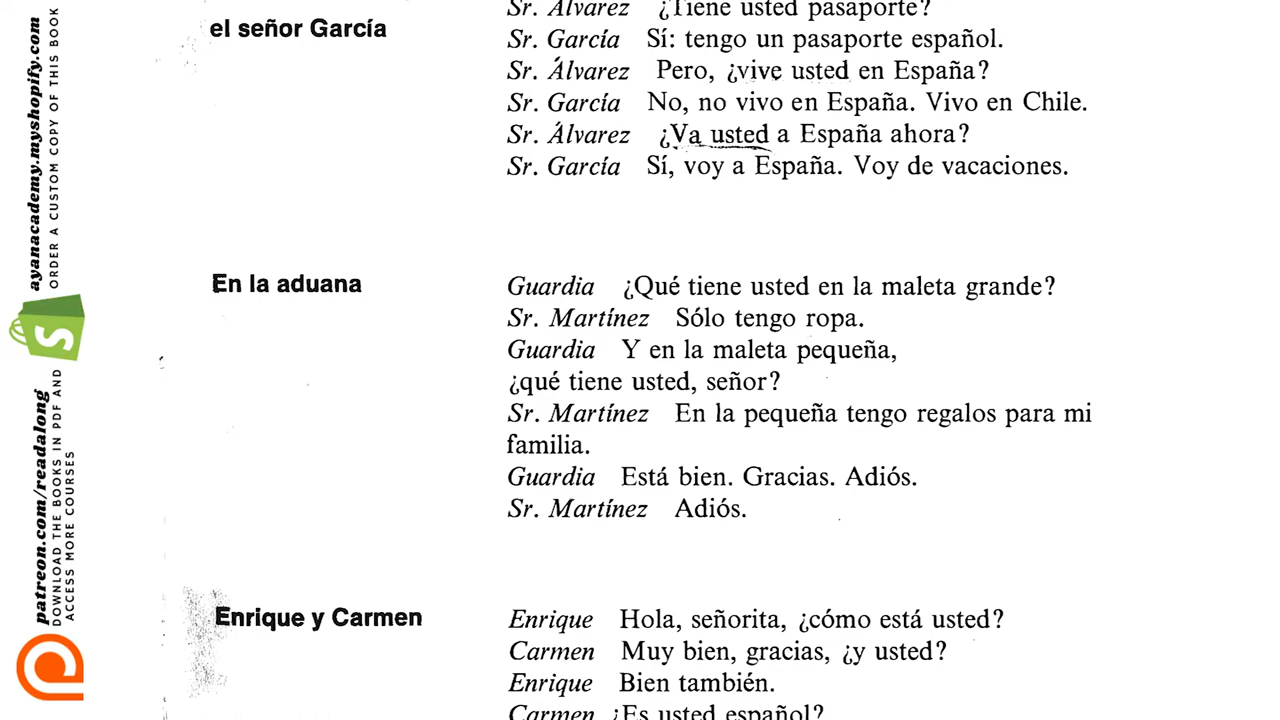 Sr. Álvarez ¿Tiene usted pasaporte?
el señor García
Sr. García Sí: tengo un pasaporte español.
Sr. Álvarez Pero, ¿vive usted en España?
Sr. García No, no vivo en España. Vivo en Chile.
Sr. Álvarez ¿Va usted a España ahora?
Sr. García Sí, voy a España. Voy de vacaciones.
En la aduana
Guardia ¿Qué tiene usted en la maleta grande?
Sr. Martínez Sólo tengo ropa.
Guardia Y en la maleta pequeña,
¿qué tiene usted, señor?
Sr. Martínez En la pequeña tengo regalos para mi
familia.
Guardia Está bien. Gracias. Adiós.
Sr. Martínez Adiós.
Enrique y Carmen
Enrique Hola, señorita, ¿cómo está usted?
Carmen Muy bien, gracias, ¿y usted?
Enrique Bien también.
Carmen ¿Es usted español?
ayanacademy.myshopify.com
ORDER A CUSTOM COPY OF THIS BOOK
patreon.com/readalong
DOWNLOAD THE BOOKS IN PDF AND
ACCESS MORE COURSES